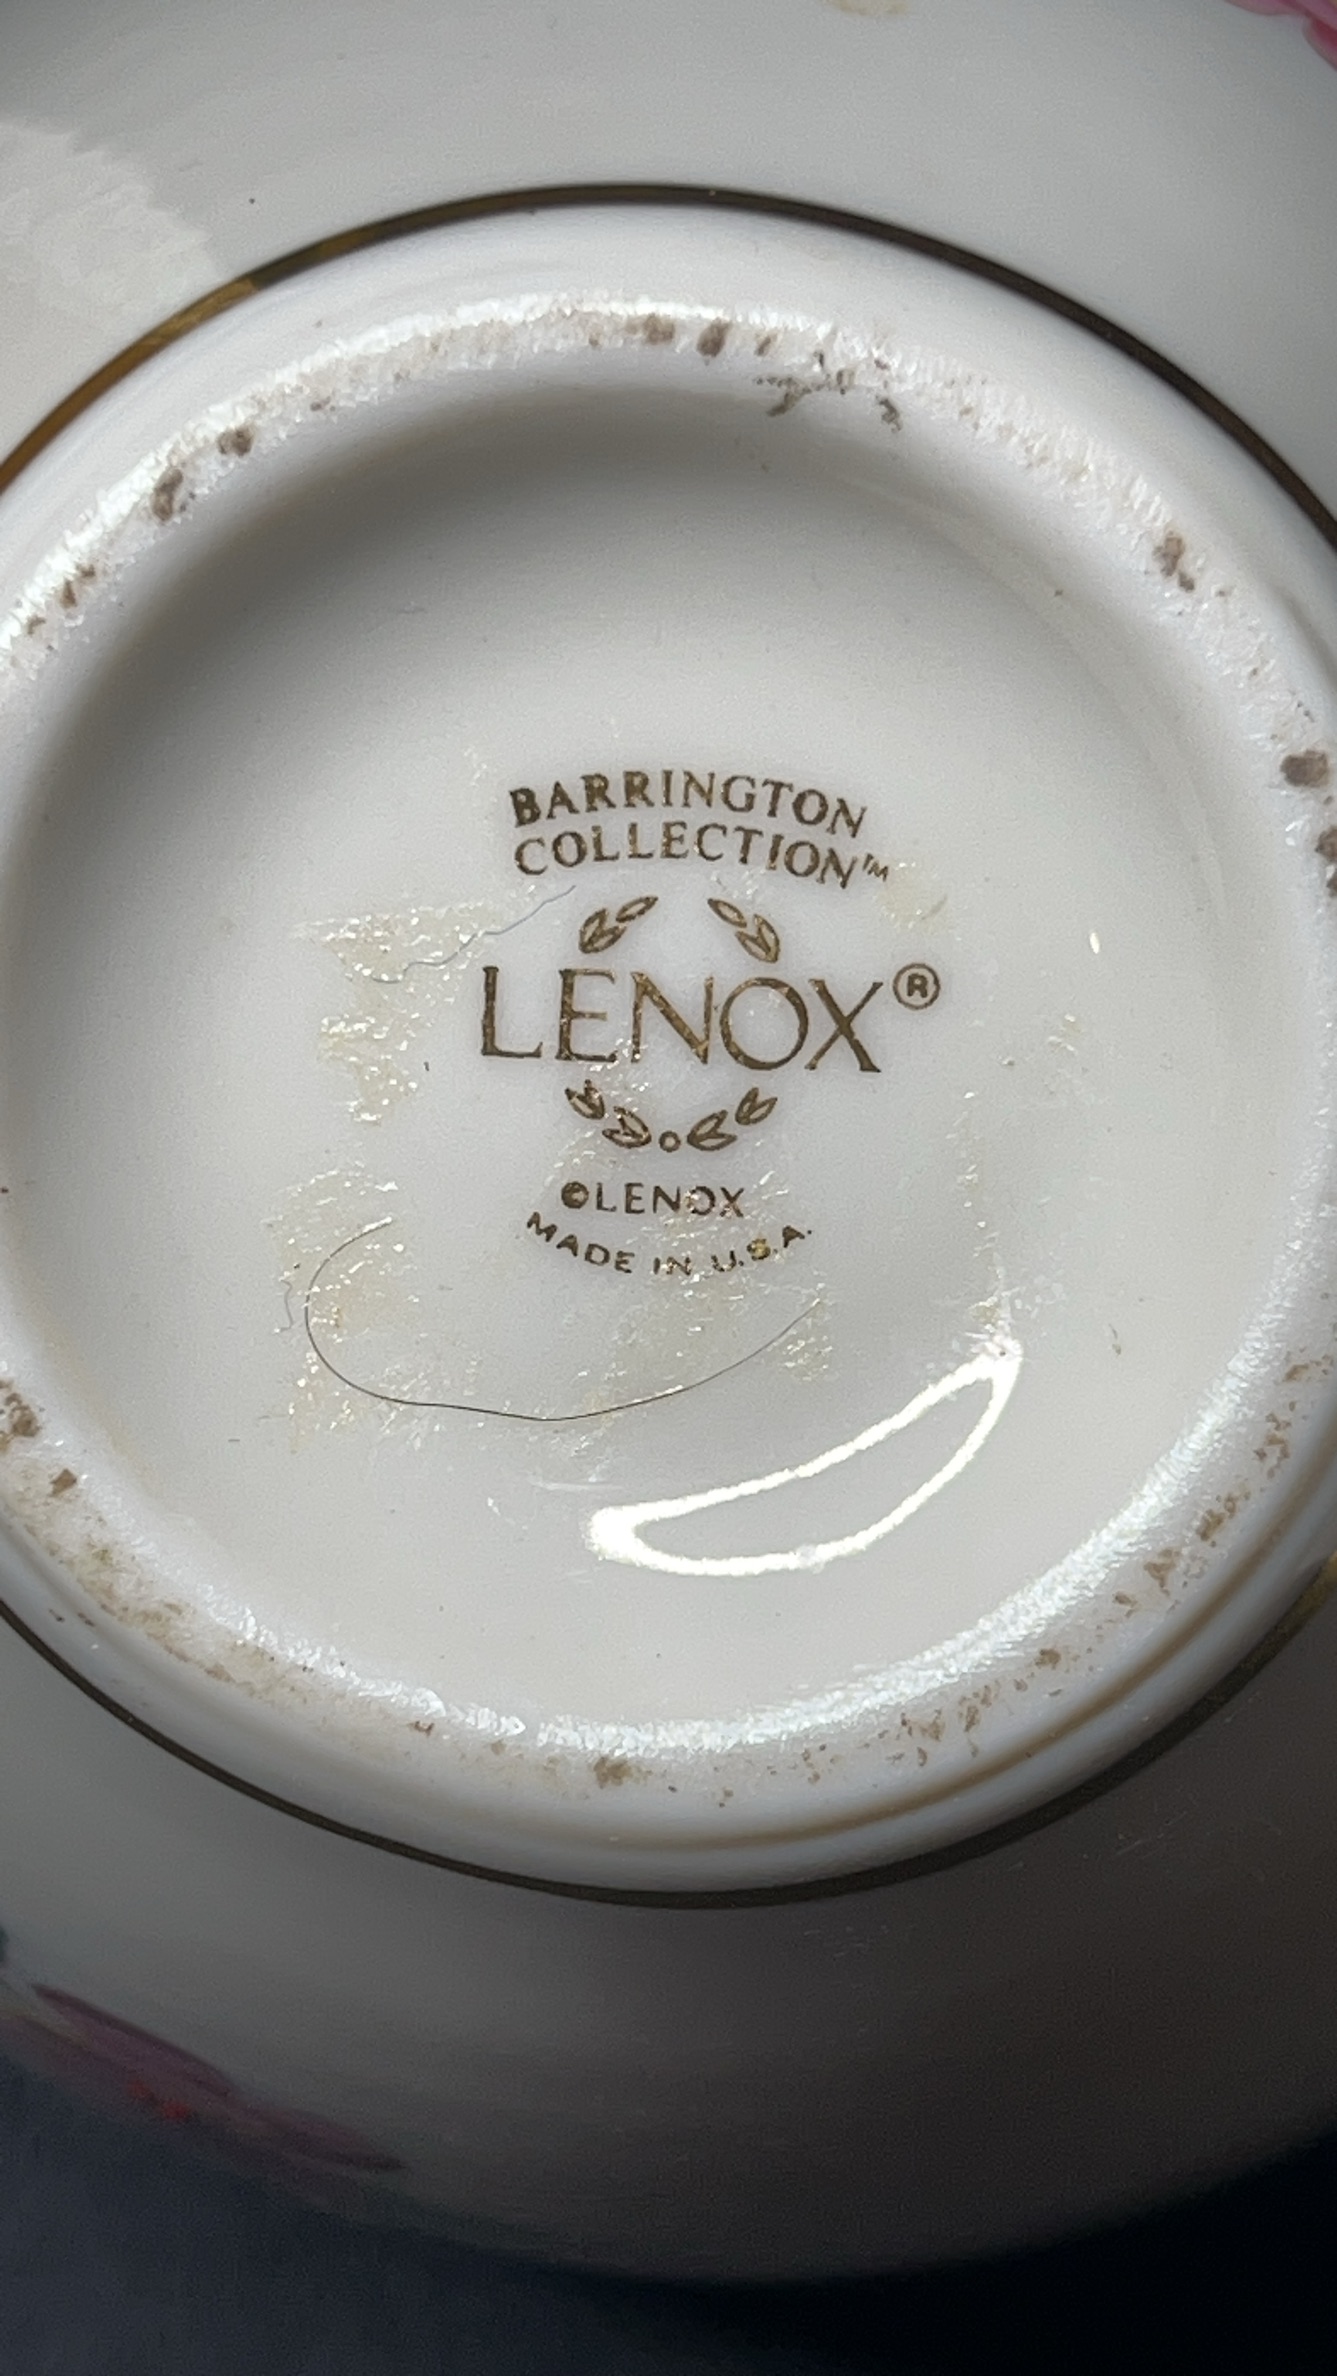 BARRINGTON
COLLECTION™
LENOX®
©LENOX
MADE IN U.S.A.